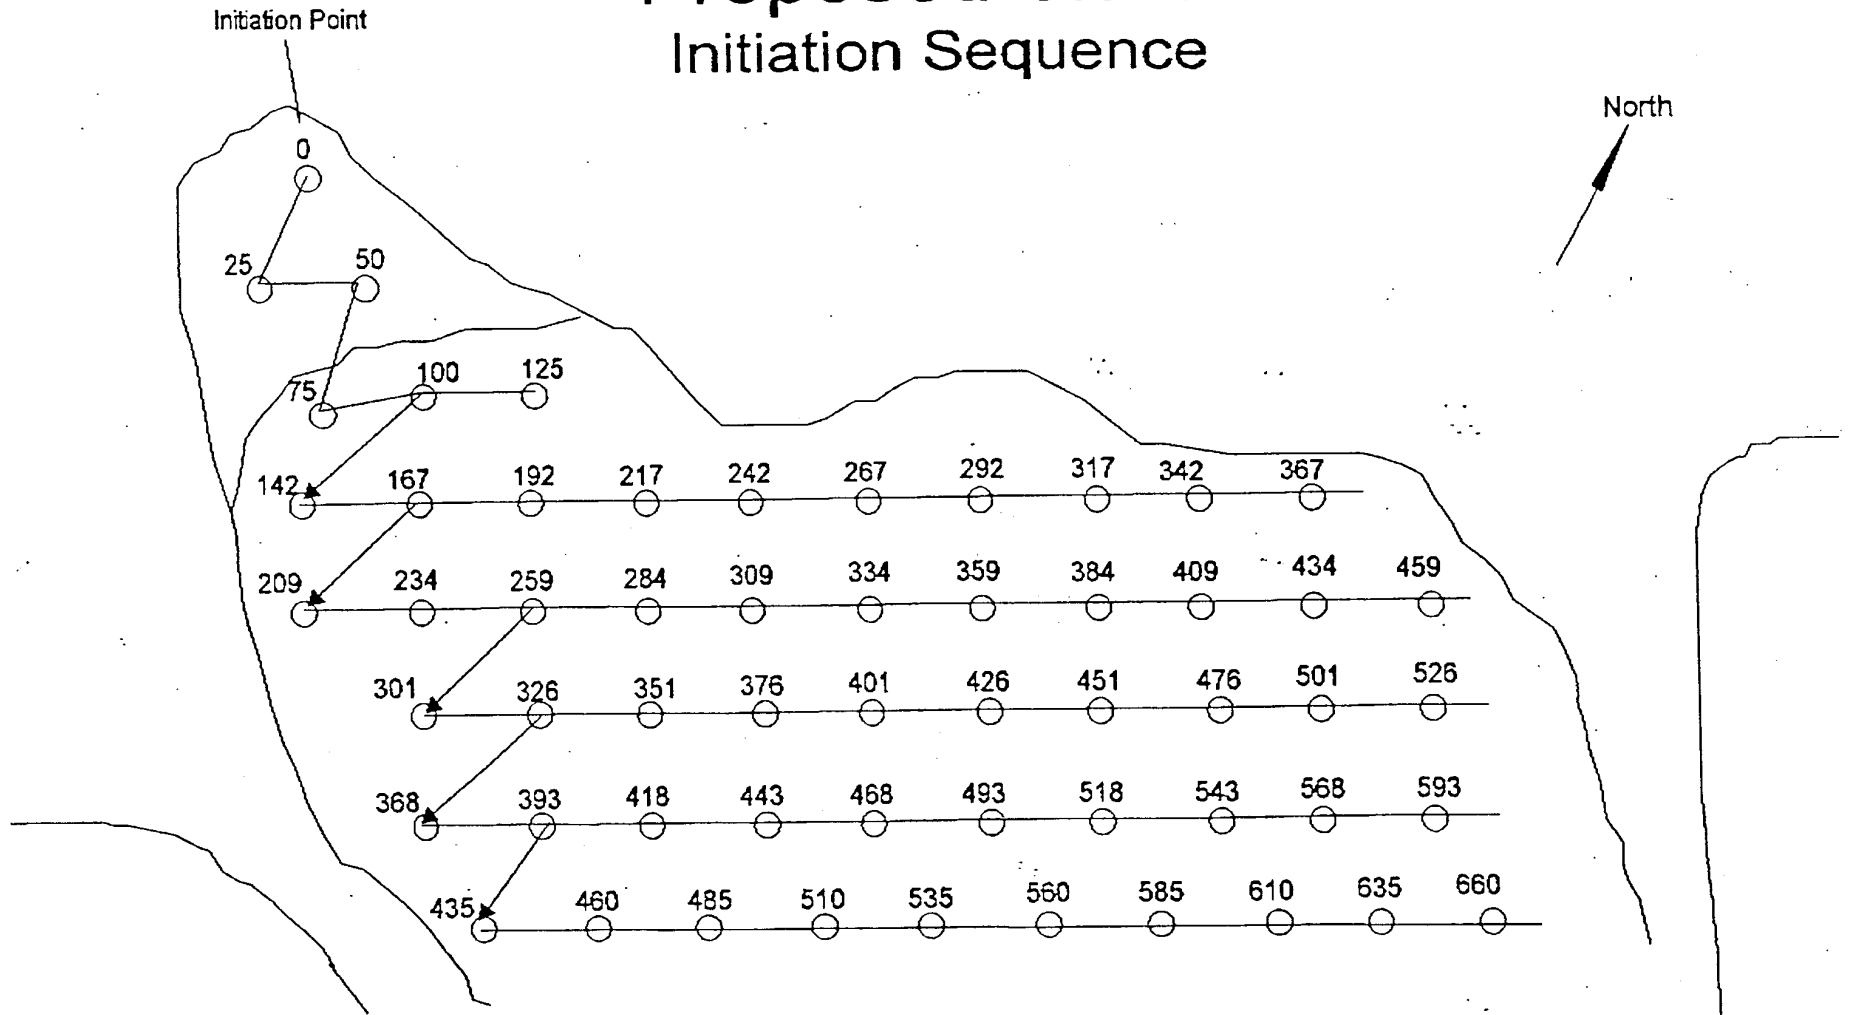 Initiation Point
Initiation Sequence
North
0
25 50
75 100 125
142 167 192 217 242 267 292 317 342 367
209 234 259 284 309 334 359 384 409 434 459
301 326 351 376 401 426 451 476 501 526
368 393 418 443 468 493 518 543 568 593
435 460 485 510 535 560 585 610 635 660